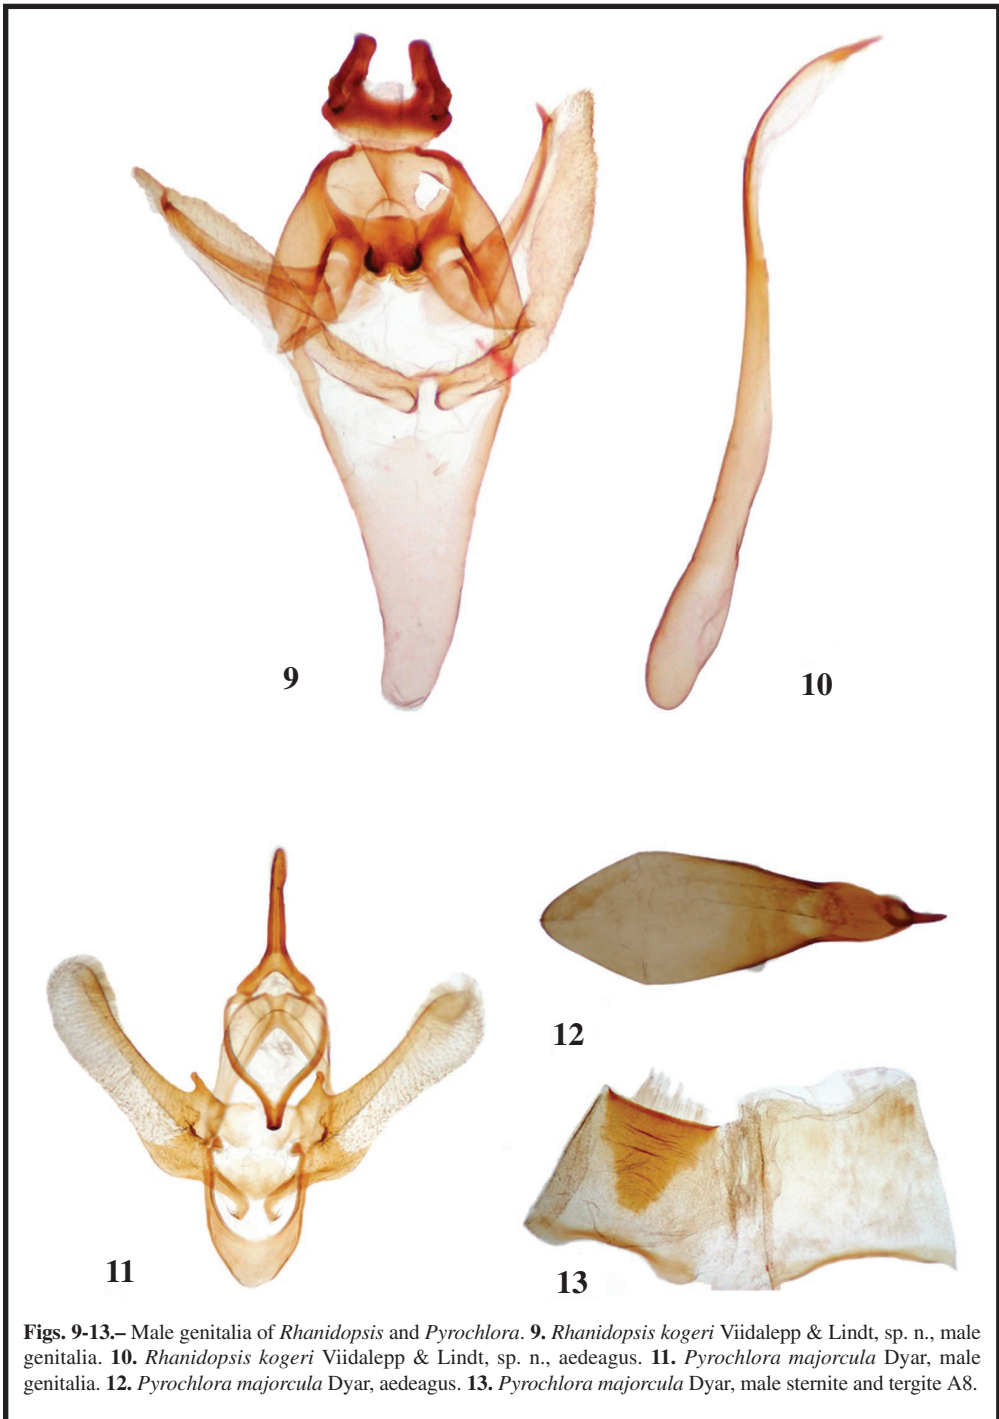 9
10
11
12
13
Figs. 9-13.– Male genitalia of Rhanidopsis and Pyrochlora. 9. Rhanidopsis kogeri Viidalepp & Lindt, sp. n., male
genitalia. 10. Rhanidopsis kogeri Viidalepp & Lindt, sp. n., aedeagus. 11. Pyrochlora majorcula Dyar, male
genitalia. 12. Pyrochlora majorcula Dyar, aedeagus. 13. Pyrochlora majorcula Dyar, male sternite and tergite A8.